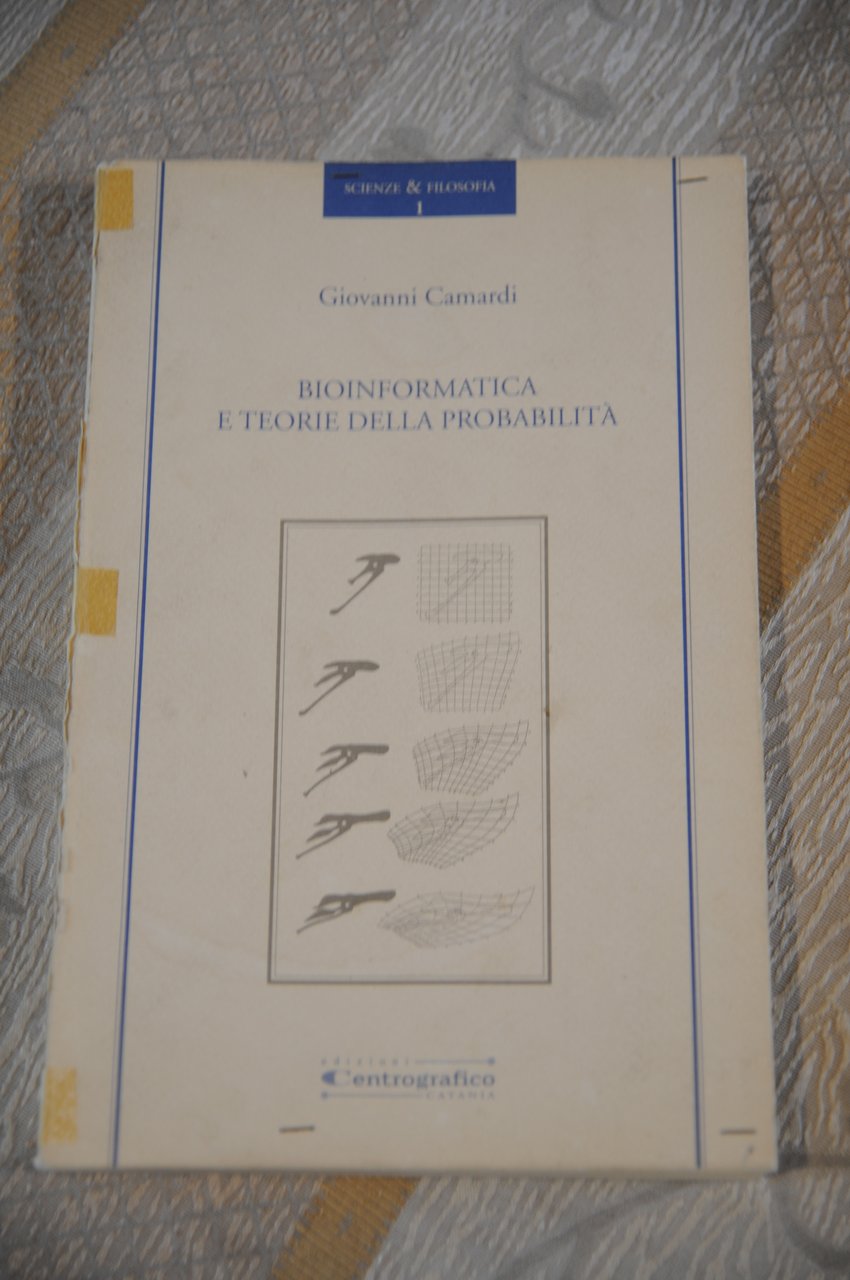 SCIENZE & FILOSOFIA
1
Giovanni Camardi
BIOINFORMATICA
E TEORIE DELLA PROBABILITÀ
edizioni
Centrografico
CATANIA